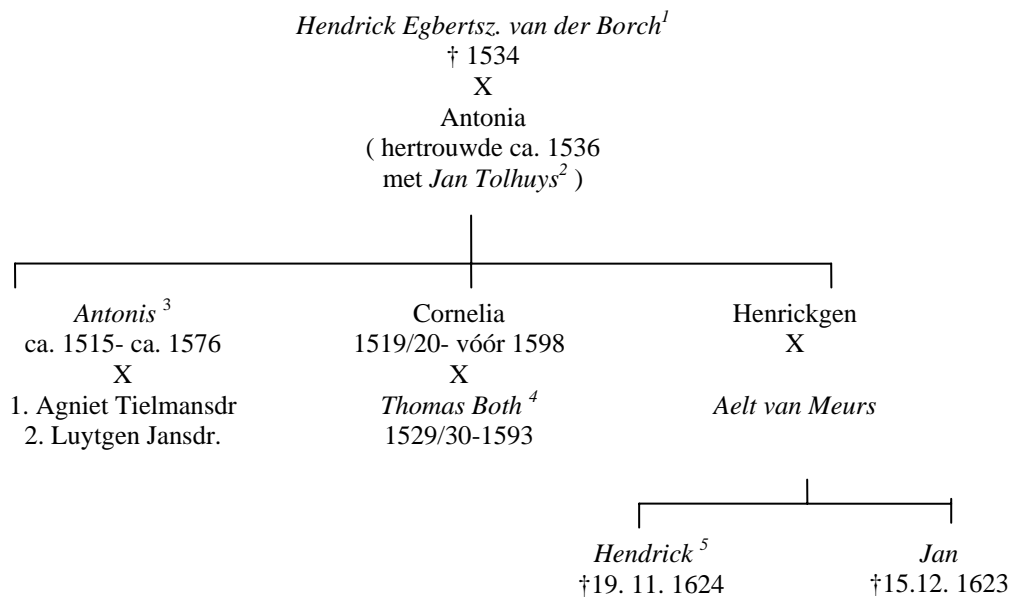 Hendrick Egbertsz. van der Borch1
† 1534
X
Antonia
( hertrouwde ca. 1536
met Jan Tolhuys2 )
Antonis 3
ca. 1515- ca. 1576
X
1. Agniet Tielmansdr
2. Luytgen Jansdr.
Cornelia
1519/20- vóór 1598
X
Thomas Both 4
1529/30-1593
Henrickgen
X
Aelt van Meurs
Hendrick 5
†19. 11. 1624
Jan
†15.12. 1623